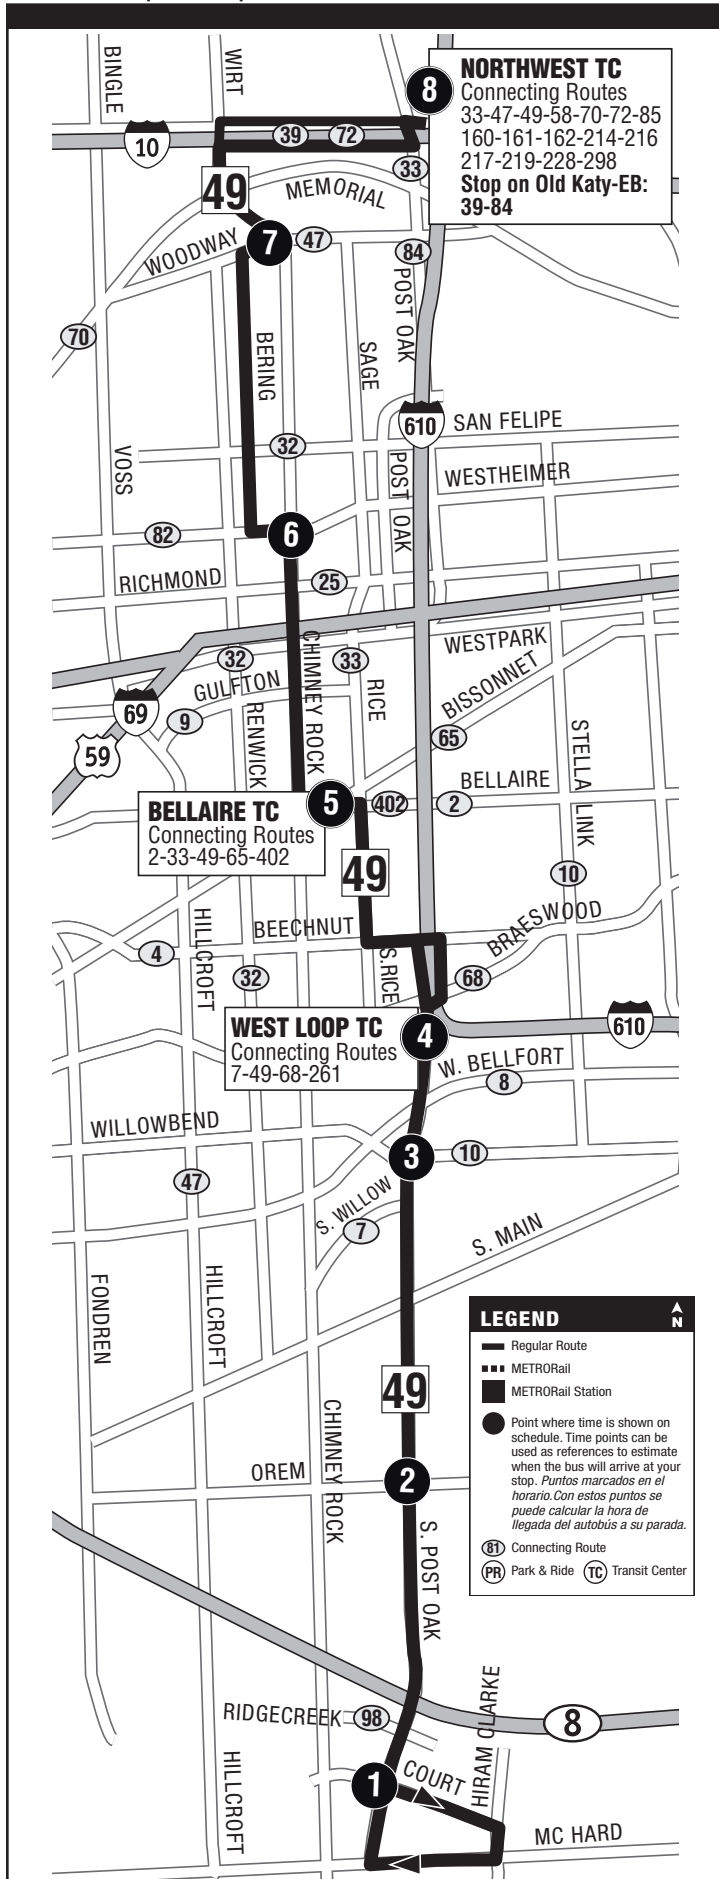 BINGLE
WIRT
8
NORTHWEST TC
Connecting Routes
33-47-49-58-70-72-85
160-161-162-214-216
217-219-228-298
Stop on Old Katy-EB:
39-84
10
39
72
33
49
MEMORIAL
7
WOODWAY
47
84
POST OAK
70
BERING
SAGE
610
SAN FELIPE
32
VOSS
POST OAK
WESTHEIMER
82
6
RICHMOND
25
WESTPARK
CHIMNEY ROCK
32
33
GULFTON
RICE
BISSONNET
69
9
RENWICK
65
STELLA LINK
59
BELLAIRE
5
402
2
BELLAIRE TC
Connecting Routes
2-33-49-65-402
49
10
HILLCROFT
BEECHNUT
BRAESWOOD
4
S.RICE
32
68
WEST LOOP TC
Connecting Routes
7-49-68-261
4
610
W. BELLFORT
8
WILLOWBEND
3
10
47
S. WILLOW
7
S. MAIN
FONDREN
HILLCROFT
LEGEND
N
Regular Route
METRORail
METRORail Station
Point where time is shown on
schedule. Time points can be
used as references to estimate
when the bus will arrive at your
stop. Puntos marcados en el
horario.Con estos puntos se
puede calcular la hora de
llegada del autobús a su parada.
81 Connecting Route
PR Park & Ride TC Transit Center
49
CHIMNEY ROCK
OREM
2
S. POST OAK
HIRAM CLARKE
RIDGECREEK
98
8
HILLCROFT
1
COURT
MC HARD